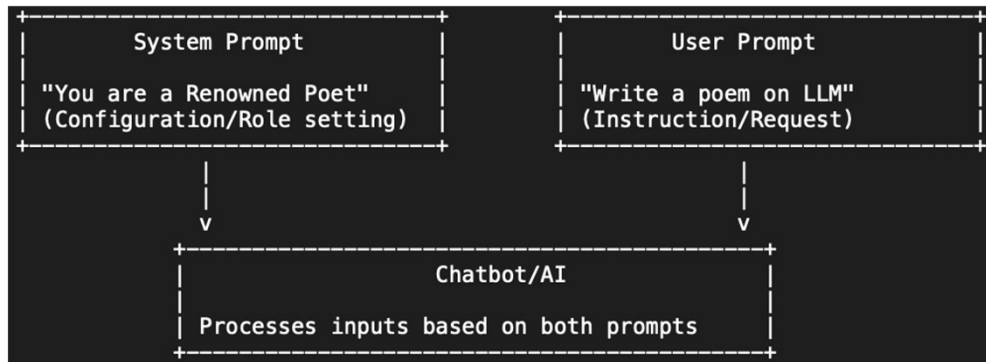 System Prompt
"You are a Renowned Poet"
(Configuration/Role setting)
User Prompt
"Write a poem on LLM"
(Instruction/Request)
Chatbot/AI
Processes inputs based on both prompts